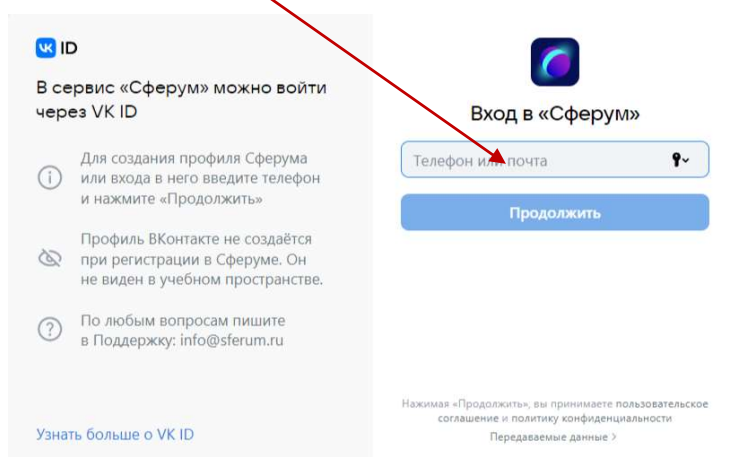 VK ID
В сервис «Сферум» можно войти
через VK ID
Для создания профиля Сферума
или входа в него введите телефон
и нажмите «Продолжить»
Профиль ВКонтакте не создаётся
при регистрации в Сферуме. Он
не виден в учебном пространстве.
По любым вопросам пишите
в Поддержку: info@sferum.ru
Узнать больше о VK ID
Вход в «Сферум»
Телефон или почта
Продолжить
Нажимая «Продолжить», вы принимаете пользовательское
соглашение и политику конфиденциальности
Передаваемые данные >